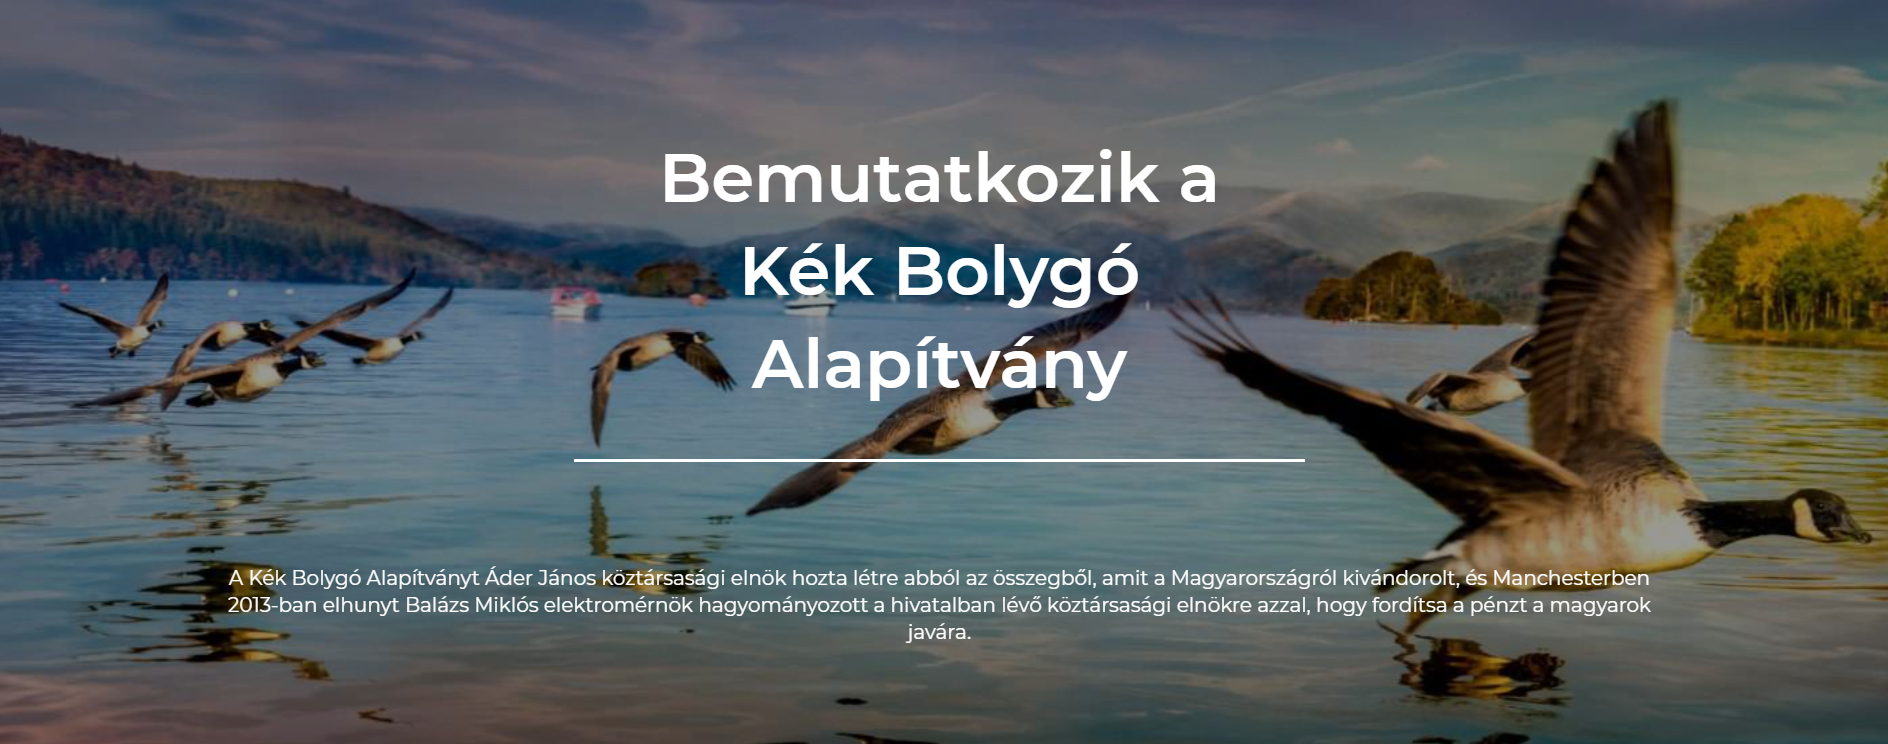 Bemutatkozik a
Kék Bolygó
Alapítvány
A Kék Bolygó Alapítványt Áder János köztársasági elnök hozta létre abból az összegből, amit a Magyarországról kivándorolt, és Manchesterben
2013-ban elhunyt Balázs Miklós elektromérnök hagyományozott a hivatalban lévő köztársasági elnökre azzal, hogy fordítsa a pénzt a magyarok
javára.